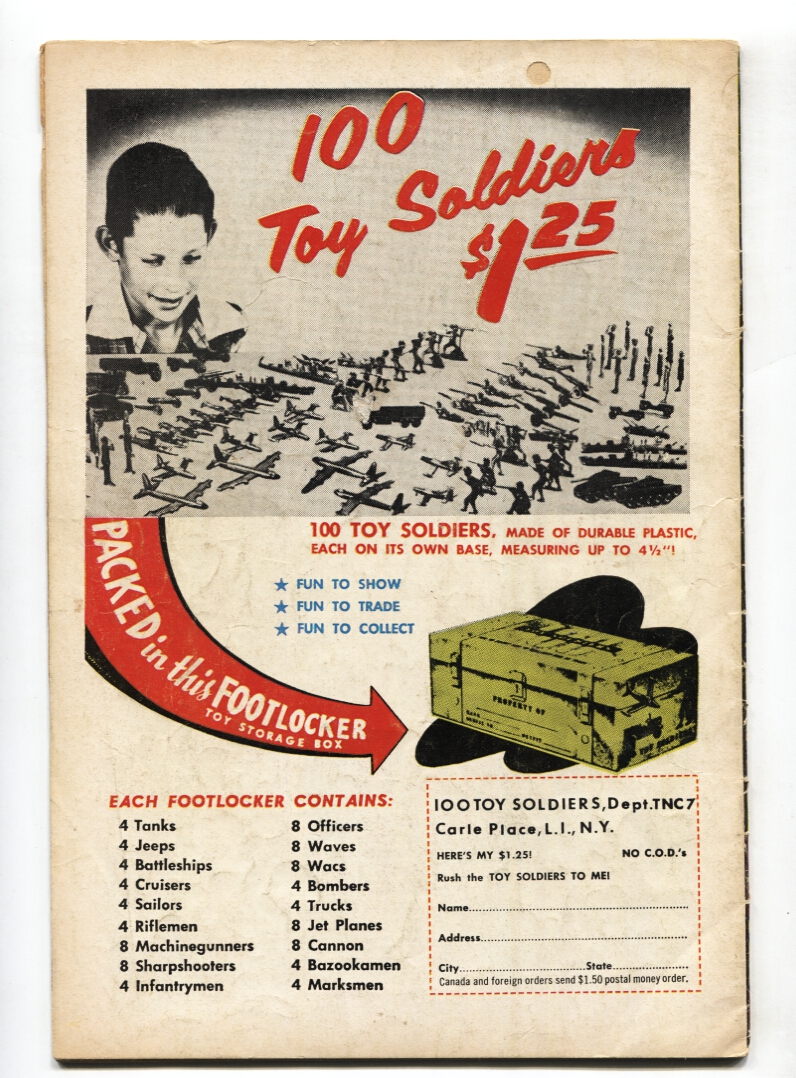 100
Toy Soldiers
$1.25
100 TOY SOLDIERS, MADE OF DURABLE PLASTIC,
EACH ON ITS OWN BASE, MEASURING UP TO 4½"!
★ FUN TO SHOW
★ FUN TO TRADE
★ FUN TO COLLECT
PACKED in this FOOTLOCKER
TOY STORAGE BOX
PROPERTY OF
EACH FOOTLOCKER CONTAINS:
4 Tanks
4 Jeeps
4 Battleships
4 Cruisers
4 Sailors
4 Riflemen
8 Machinegunners
8 Sharpshooters
4 Infantrymen
8 Officers
8 Waves
8 Wacs
4 Bombers
4 Trucks
8 Jet Planes
8 Cannon
4 Bazookamen
4 Marksmen
100 TOY SOLDIERS, Dept. TNC 7
Carle Place, L.I., N.Y.
HERE'S MY $1.25! NO C.O.D.'s
Rush the TOY SOLDIERS TO ME!
Name
Address
City State
Canada and foreign orders send $1.50 postal money order.